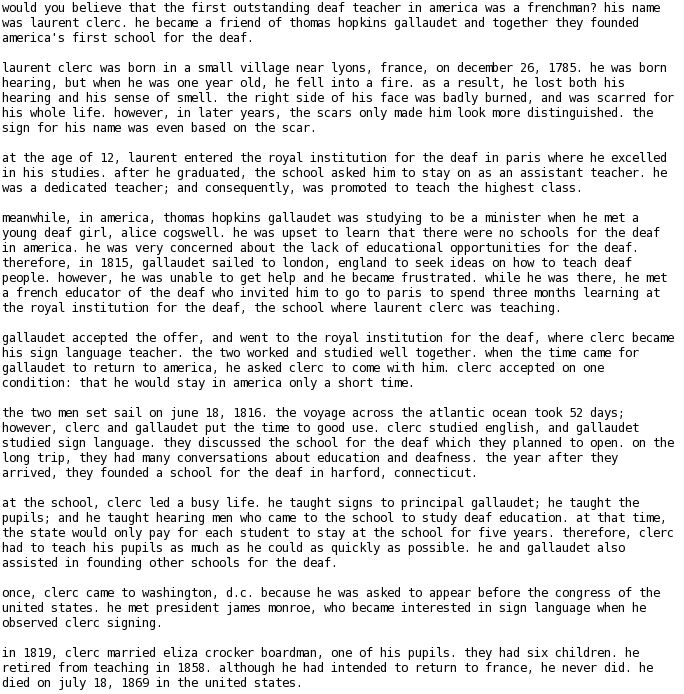 would you believe that the first outstanding deaf teacher in america was a frenchman? his name
was laurent clerc. he became a friend of thomas hopkins gallaudet and together they founded
america's first school for the deaf.

laurent clerc was born in a small village near lyons, france, on december 26, 1785. he was born
hearing, but when he was one year old, he fell into a fire. as a result, he lost both his
hearing and his sense of smell. the right side of his face was badly burned, and was scarred for
his whole life. however, in later years, the scars only made him look more distinguished. the
sign for his name was even based on the scar.

at the age of 12, laurent entered the royal institution for the deaf in paris where he excelled
in his studies. after he graduated, the school asked him to stay on as an assistant teacher. he
was a dedicated teacher; and consequently, was promoted to teach the highest class.

meanwhile, in america, thomas hopkins gallaudet was studying to be a minister when he met a
young deaf girl, alice cogswell. he was upset to learn that there were no schools for the deaf
in america. he was very concerned about the lack of educational opportunities for the deaf.
therefore, in 1815, gallaudet sailed to london, england to seek ideas on how to teach deaf
people. however, he was unable to get help and he became frustrated. while he was there, he met
a french educator of the deaf who invited him to go to paris to spend three months learning at
the royal institution for the deaf, the school where laurent clerc was teaching.

gallaudet accepted the offer, and went to the royal institution for the deaf, where clerc became
his sign language teacher. the two worked and studied well together. when the time came for
gallaudet to return to america, he asked clerc to come with him. clerc accepted on one
condition: that he would stay in america only a short time.

the two men set sail on june 18, 1816. the voyage across the atlantic ocean took 52 days;
however, clerc and gallaudet put the time to good use. clerc studied english, and gallaudet
studied sign language. they discussed the school for the deaf which they planned to open. on the
long trip, they had many conversations about education and deafness. the year after they
arrived, they founded a school for the deaf in harford, connecticut.

at the school, clerc led a busy life. he taught signs to principal gallaudet; he taught the
pupils; and he taught hearing men who came to the school to study deaf education. at that time,
the state would only pay for each student to stay at the school for five years. therefore, clerc
had to teach his pupils as much as he could as quickly as possible. he and gallaudet also
assisted in founding other schools for the deaf.

once, clerc came to washington, d.c. because he was asked to appear before the congress of the
united states. he met president james monroe, who became interested in sign language when he
observed clerc signing.

in 1819, clerc married eliza crocker boardman, one of his pupils. they had six children. he
retired from teaching in 1858. although he had intended to return to france, he never did. he
died on july 18, 1869 in the united states.